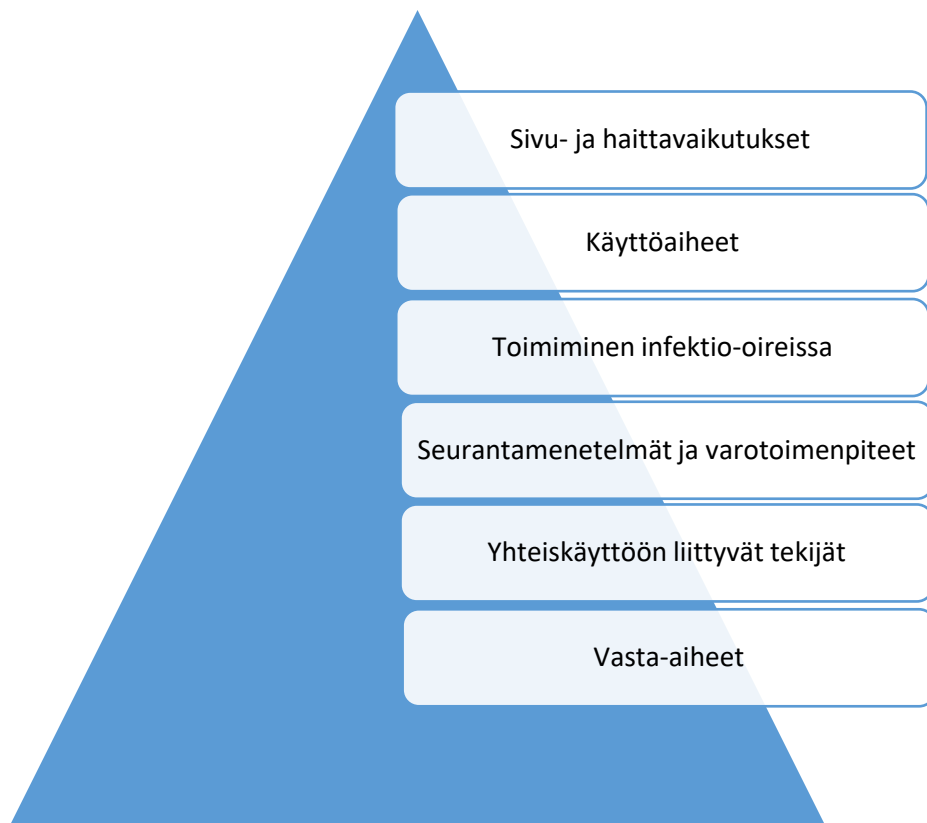 Sivu- ja haittavaikutukset
Käyttöaiheet
Toimiminen infektio-oireissa
Seurantamenetelmät ja varotoimenpiteet
Yhteiskäyttöön liittyvät tekijät
Vasta-aiheet